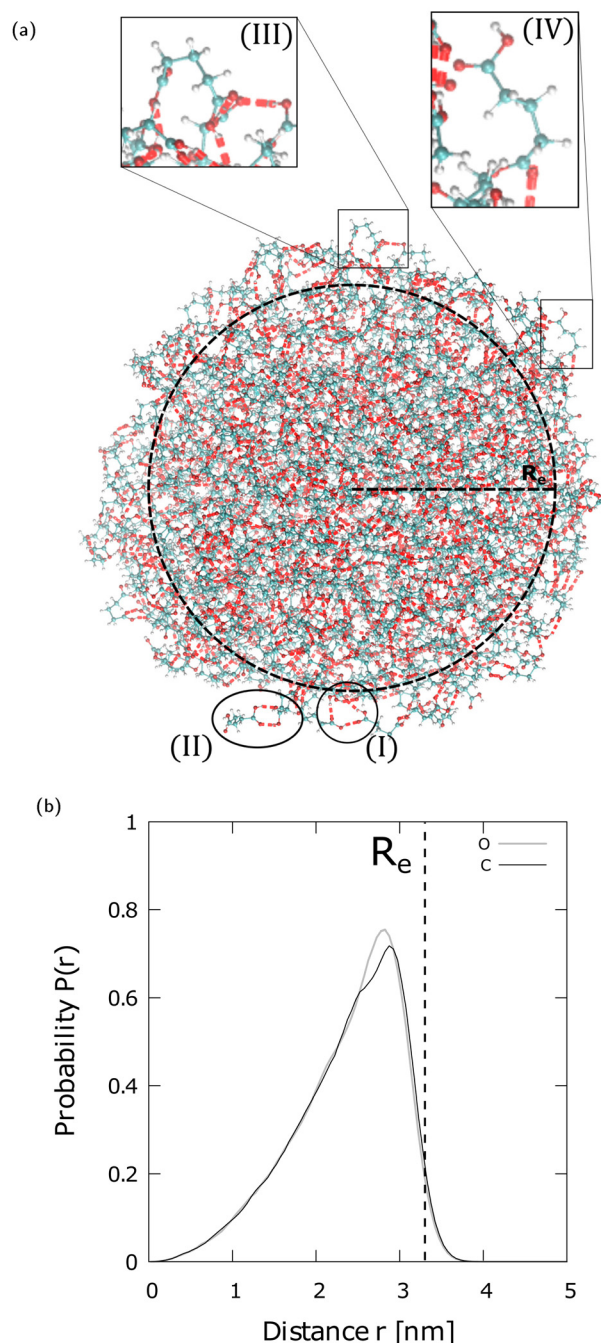 (a)
(III)
(IV)
Re
(II)
(I)
(b)
1
Re
O
C
0.8
0.6
0.4
0.2
0
Probability P(r)
0 1 2 3 4 5
Distance r [nm]